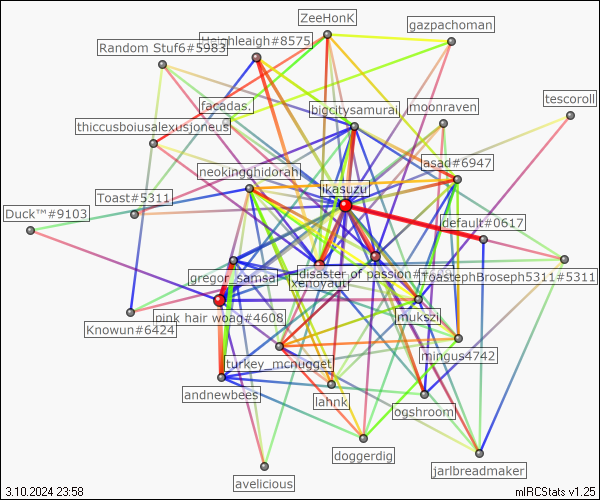 ZeeHonK
gazpachoman
Haighleaigh#8575
Random Stuf6#5983
tescoroll
facadas.
bigcitysamurai
moonraven
thiccusboiusalexusjoneus
asad#6947
neokingghidorah
ikasuzu
Toast#5311
Duck™#9103
default#0617
gregor_samsa
disaster of passion#
ToastephBroseph5311#5311
xenoyaut
pink hair woag#4608
mukszi
Knowun#6424
mingus4742
turkey_mcnugget
andnewbees
lahnk
ogshroom
doggerdig
jarlbreadmaker
avelicious
3.10.2024 23:58
mIRCStats v1.25